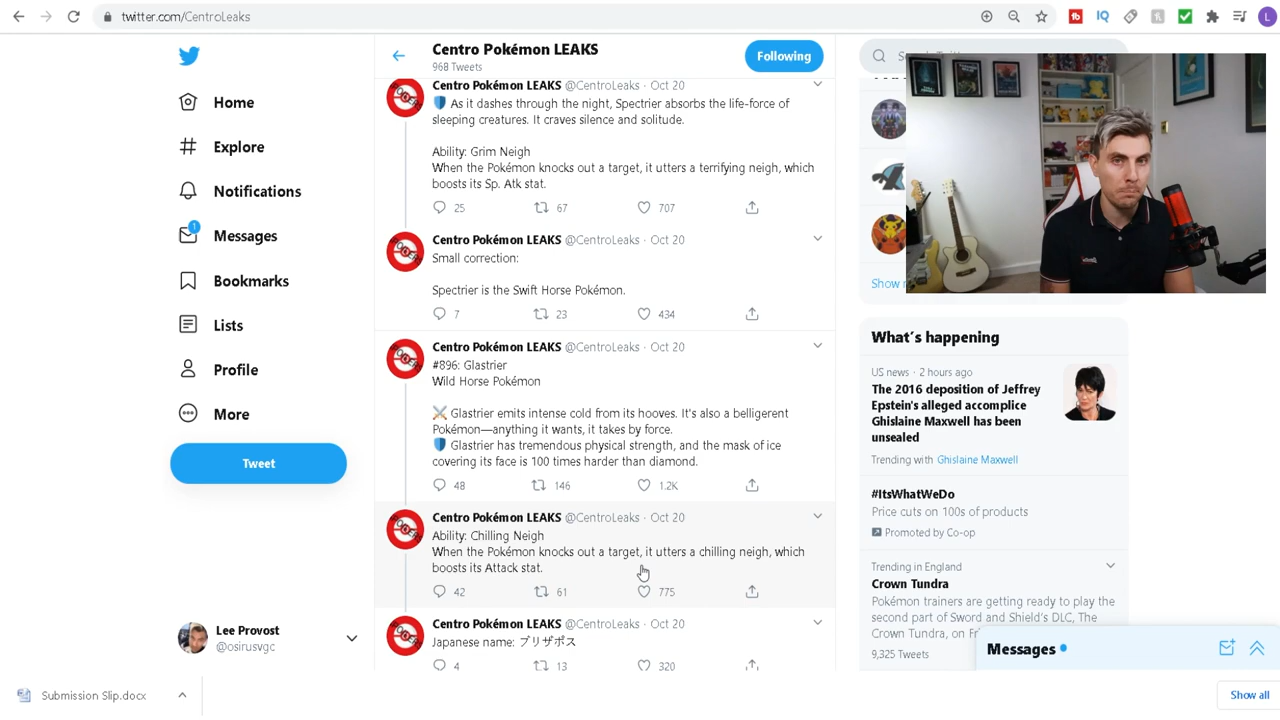 twitter.com/CentroLeaks
Home
Explore
Notifications
1
Messages
Bookmarks
Lists
Profile
More
Tweet
Lee Provost
@osirusvgc
Centro Pokémon LEAKS
968 Tweets
Following
Centro Pokémon LEAKS @CentroLeaks · Oct 20
As it dashes through the night, Spectrier absorbs the life-force of
sleeping creatures. It craves silence and solitude.
Ability: Grim Neigh
When the Pokémon knocks out a target, it utters a terrifying neigh, which
boosts its Sp. Atk stat.
25 67 707
Centro Pokémon LEAKS @CentroLeaks · Oct 20
Small correction:
Spectrier is the Swift Horse Pokémon.
7 23 434
Centro Pokémon LEAKS @CentroLeaks · Oct 20
#896: Glastrier
Wild Horse Pokémon
Glastrier emits intense cold from its hooves. It's also a belligerent
Pokémon—anything it wants, it takes by force.
Glastrier has tremendous physical strength, and the mask of ice
covering its face is 100 times harder than diamond.
48 146 1.2K
Centro Pokémon LEAKS @CentroLeaks · Oct 20
Ability: Chilling Neigh
When the Pokémon knocks out a target, it utters a chilling neigh, which
boosts its Attack stat.
42 61 775
Centro Pokémon LEAKS @CentroLeaks · Oct 20
Japanese name: ブリザポス
4 13 320
Show
What's happening
US news · 2 hours ago
The 2016 deposition of Jeffrey
Epstein's alleged accomplice
Ghislaine Maxwell has been
unsealed
Trending with Ghislaine Maxwell
#ItsWhatWeDo
Price cuts on 100s of products
Promoted by Co-op
Trending in England
Crown Tundra
Pokémon trainers are getting ready to play the
second part of Sword and Shield's DLC, The
Crown Tundra, on
9,325 Tweets
Messages
Submission Slip.docx
Show all
IQ
L